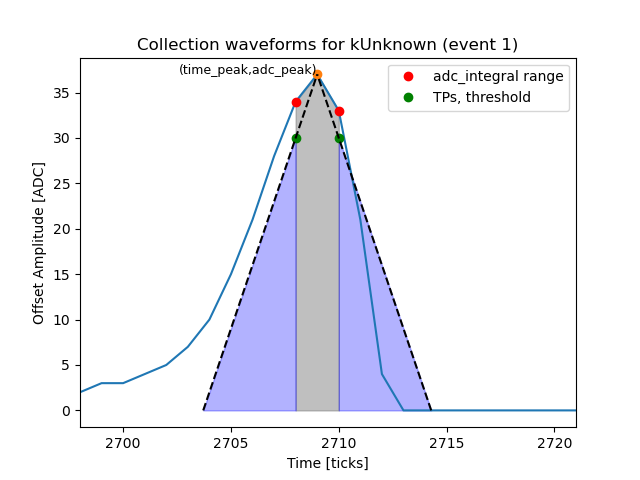 Collection waveforms for kUnknown (event 1)
(time_peak,adc_peak)
adc_integral range
TPs, threshold
Offset Amplitude [ADC]
35
30
25
20
15
10
5
0
2700 2705 2710 2715 2720
Time [ticks]